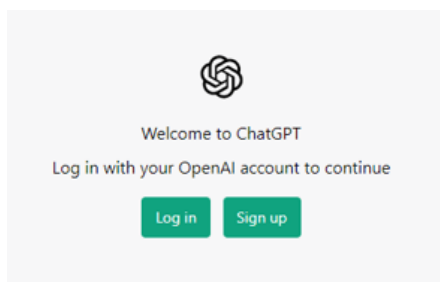 Welcome to ChatGPT
Log in with your OpenAI account to continue
Log in Sign up